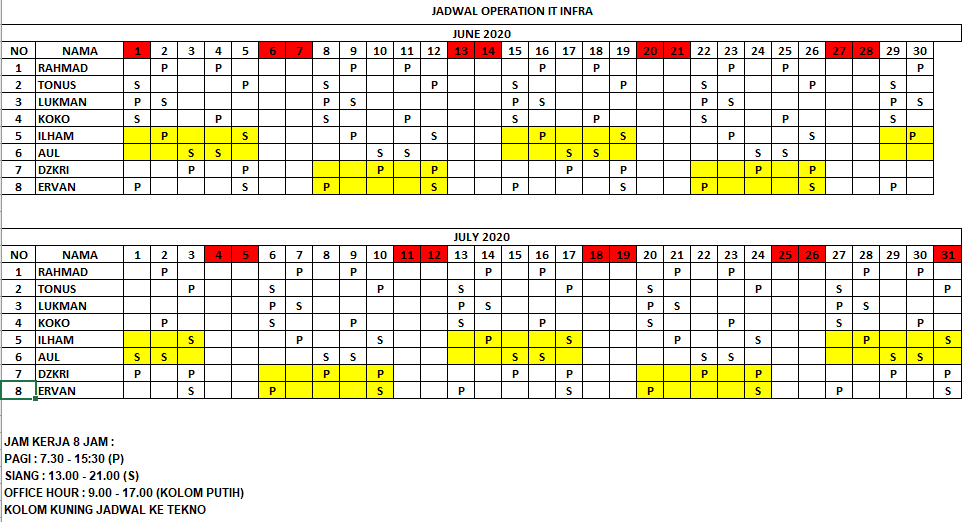 JADWAL OPERATION IT INFRA
JUNE 2020
NO NAMA 1 2 3 4 5 6 7 8 9 10 11 12 13 14 15 16 17 18 19 20 21 22 23 24 25 26 27 28 29 30
1 RAHMAD P P P P P P P P P
2 TONUS S P S P S P S P S
3 LUKMAN P S P S P S P S P S
4 KOKO S P S P S P S P S
5 ILHAM P S P S P S P S P
6 AUL S S S S S S S S
7 DZKRI P P P P P P P P
8 ERVAN P S P S P S P S P
JULY 2020
NO NAMA 1 2 3 4 5 6 7 8 9 10 11 12 13 14 15 16 17 18 19 20 21 22 23 24 25 26 27 28 29 30 31
1 RAHMAD P P P P P P P P P
2 TONUS P S P S P S P S P
3 LUKMAN P S P S P S P S
4 KOKO P S P S P S P S P
5 ILHAM S P S P S P S P S
6 AUL S S S S S S S S S S
7 DZKRI P P P P P P P P P P
8 ERVAN S P S P S P S P S
JAM KERJA 8 JAM :
PAGI : 7.30 - 15:30 (P)
SIANG : 13.00 - 21.00 (S)
OFFICE HOUR : 9.00 - 17.00 (KOLOM PUTIH)
KOLOM KUNING JADWAL KE TEKNO